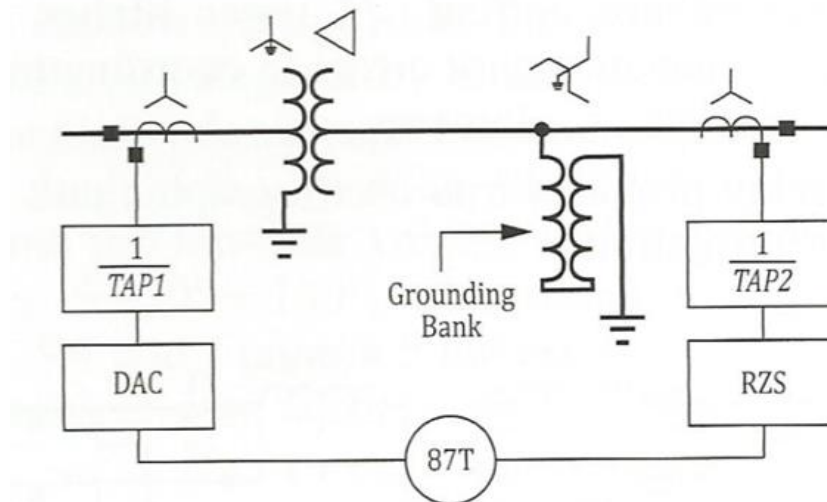 1
TAP1
DAC
Grounding
Bank
1
TAP2
RZS
87T